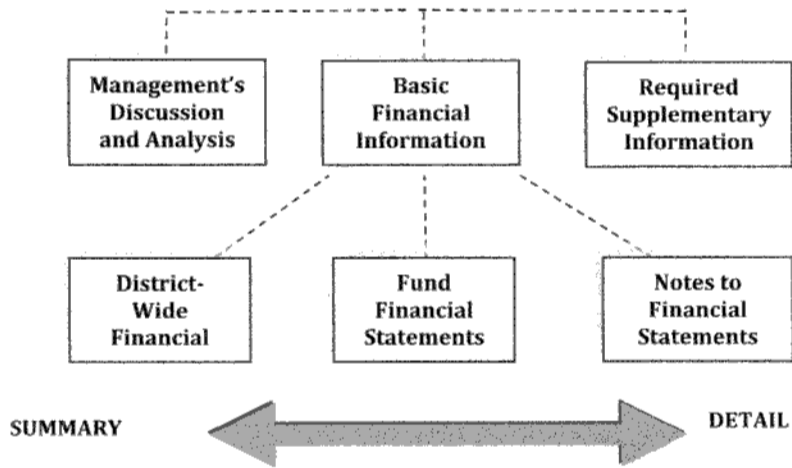 Management's
Discussion
and Analysis
Basic
Financial
Information
Required
Supplementary
Information
District-
Wide
Financial
Fund
Financial
Statements
Notes to
Financial
Statements
SUMMARY
DETAIL